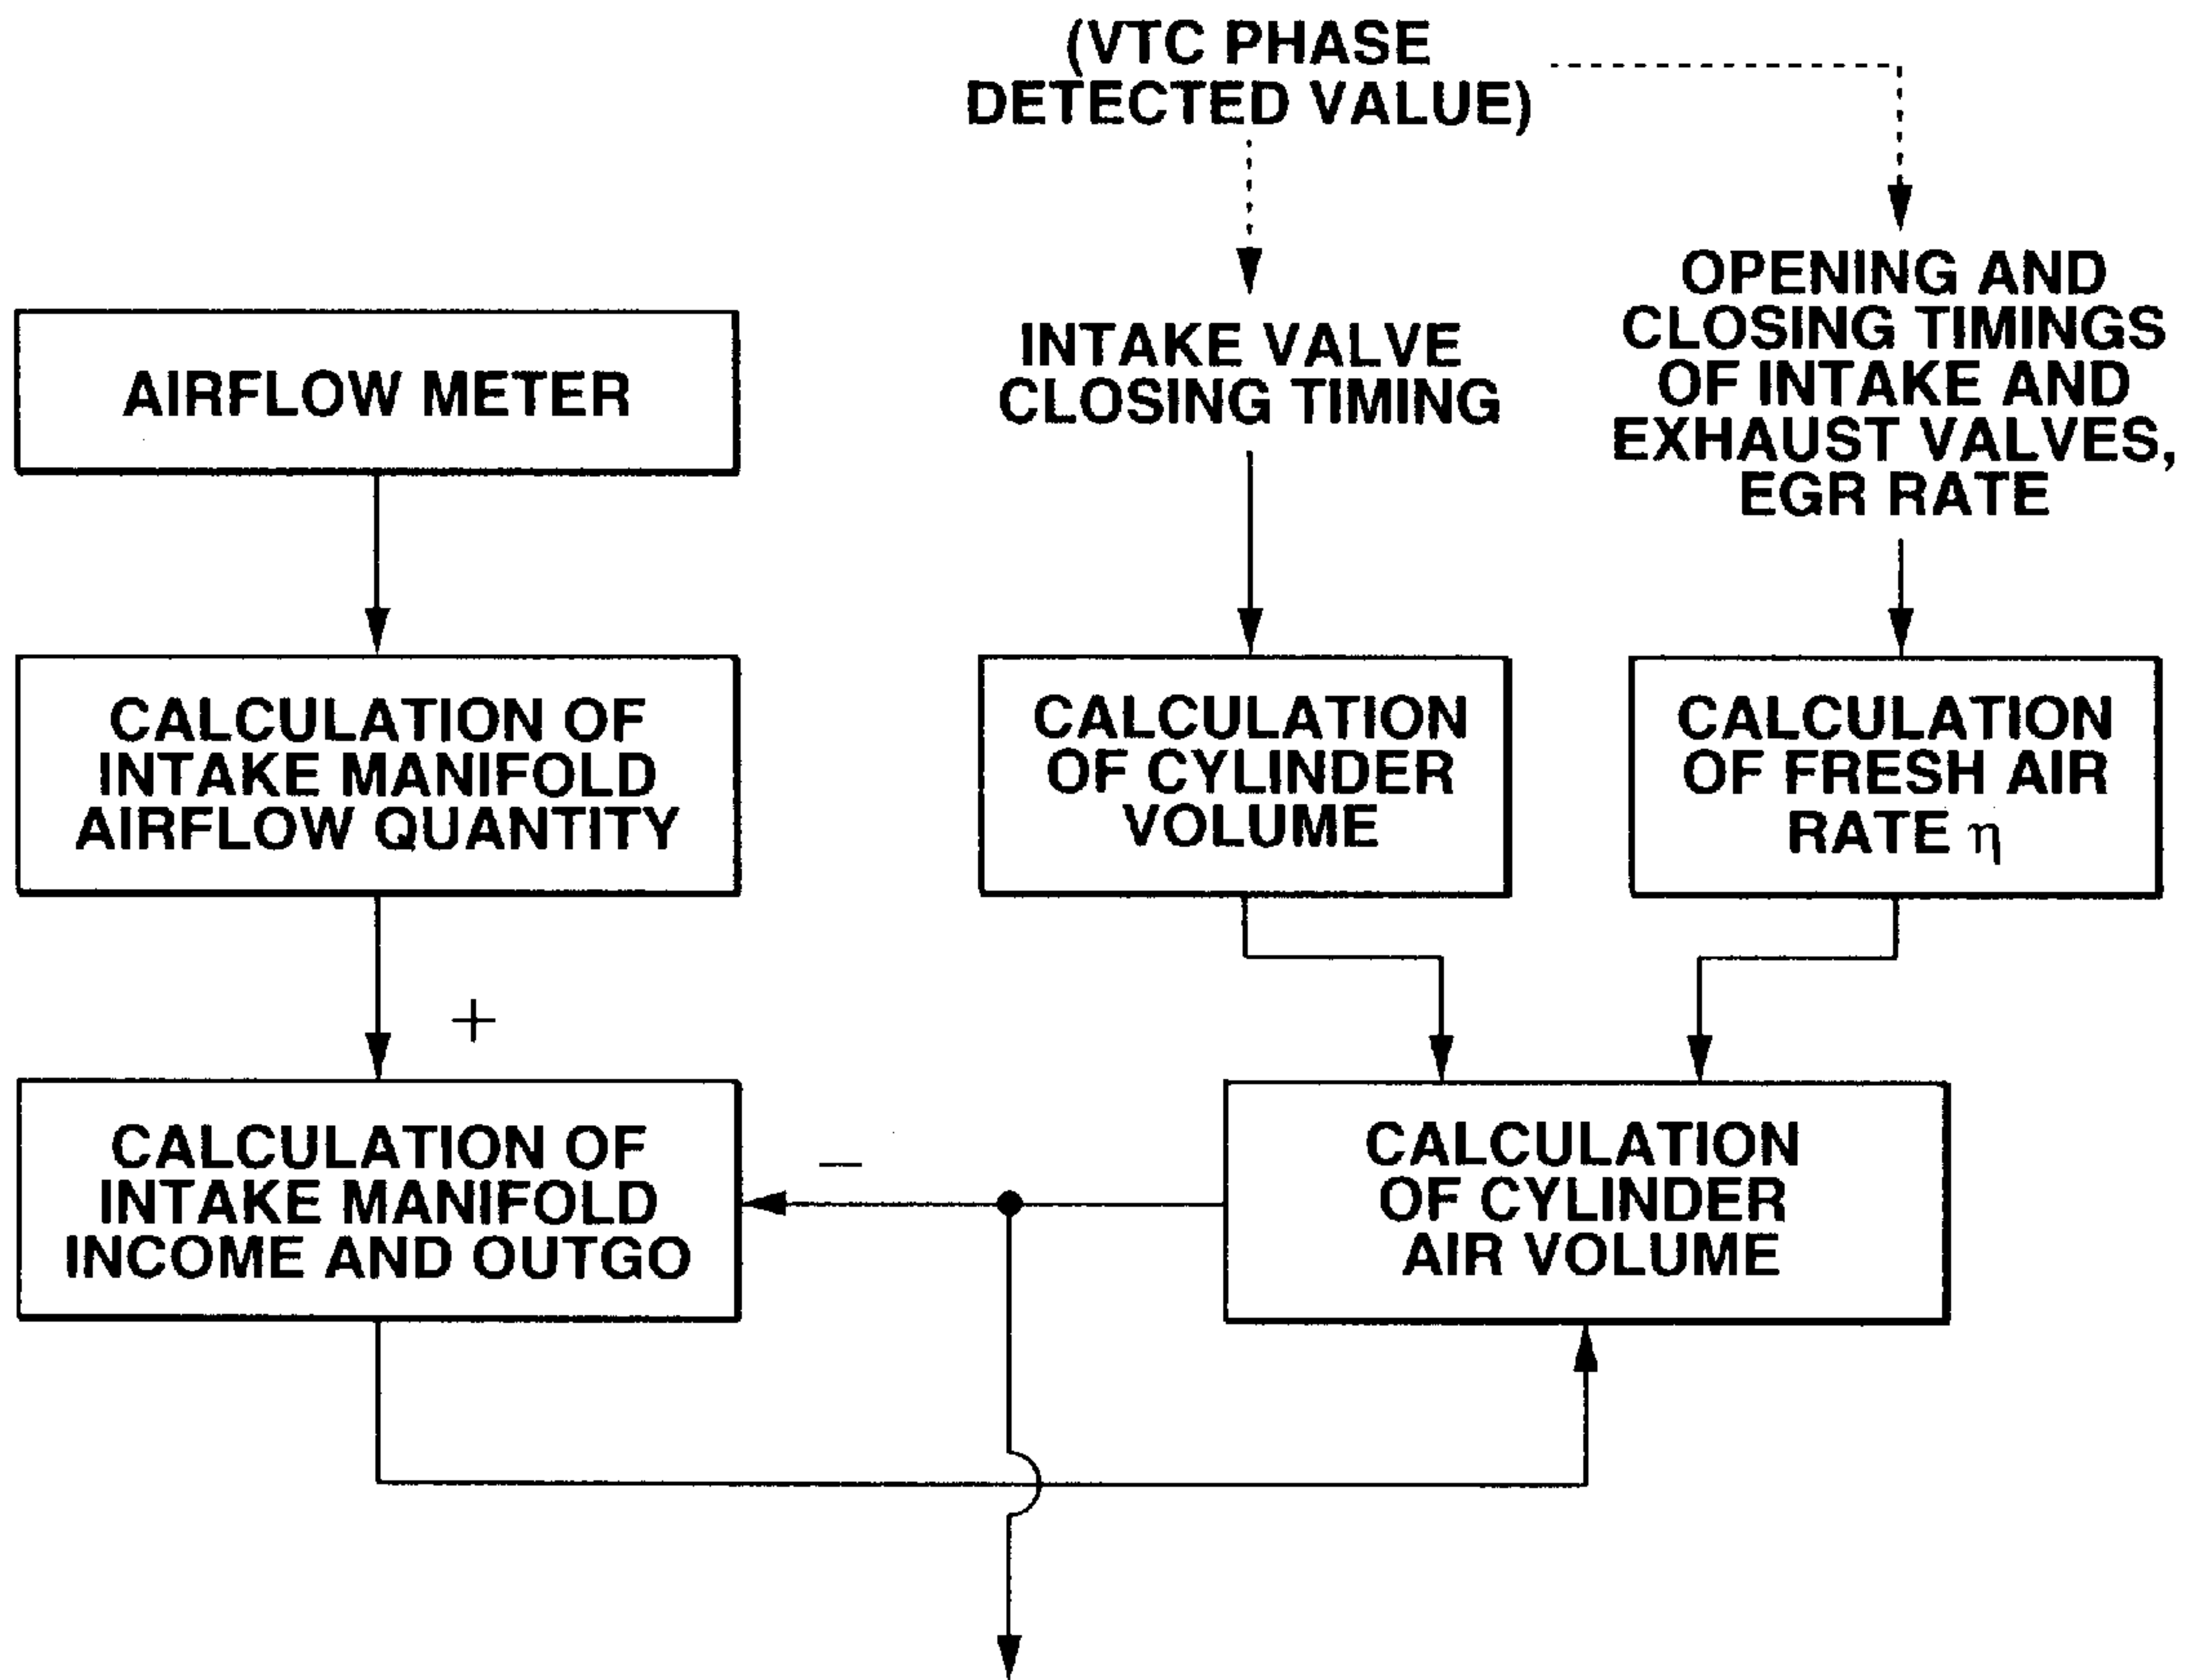 (VTC PHASE
DETECTED VALUE)
OPENING AND
CLOSING TIMINGS
OF INTAKE AND
EXHAUST VALVES,
EGR RATE
INTAKE VALVE
CLOSING TIMING
AIRFLOW METER
CALCULATION OF
INTAKE MANIFOLD
AIRFLOW QUANTITY
CALCULATION
OF CYLINDER
VOLUME
CALCULATION
OF FRESH AIR
RATE η
+
CALCULATION OF
INTAKE MANIFOLD
INCOME AND OUTGO
−
CALCULATION
OF CYLINDER
AIR VOLUME